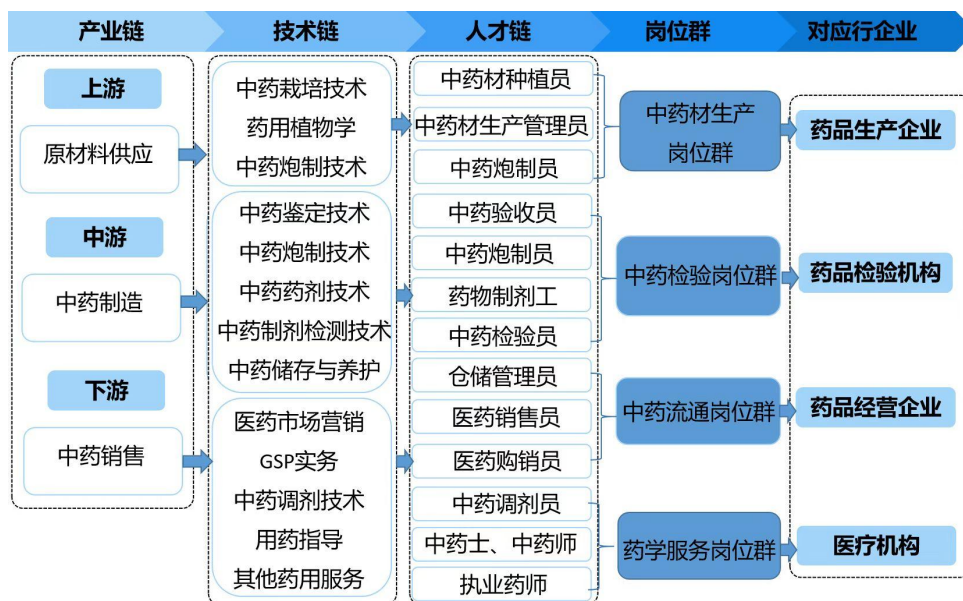 产业链
技术链
人才链
岗位群
对应行企业
上游
原材料供应
中游
中药制造
下游
中药销售
中药栽培技术
药用植物学
中药炮制技术
中药鉴定技术
中药炮制技术
中药药剂技术
中药制剂检测技术
中药储存与养护
医药市场营销
GSP实务
中药调剂技术
用药指导
其他药用服务
中药材种植员
中药材生产管理员
中药炮制员
中药验收员
中药炮制员
药物制剂工
中药检验员
仓储管理员
医药销售员
医药购销员
中药调剂员
中药士、中药师
执业药师
中药材生产
岗位群
中药检验岗位群
中药流通岗位群
药学服务岗位群
药品生产企业
药品检验机构
药品经营企业
医疗机构